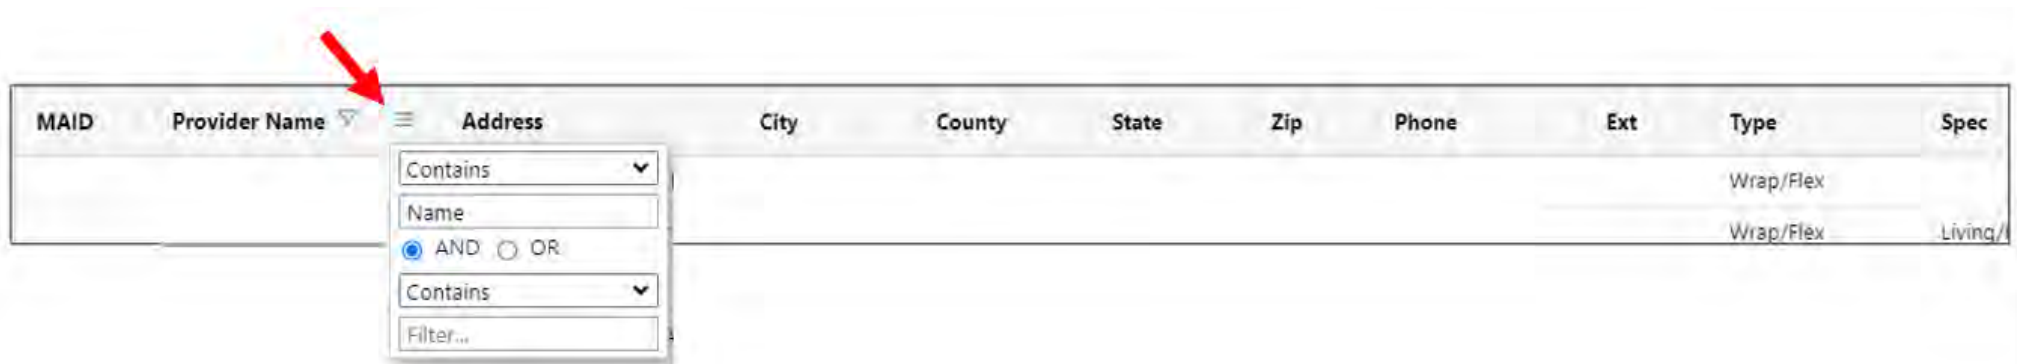 MAID Provider Name Address City County State Zip Phone Ext Type Spec
Contains
Wrap/Flex
Name
AND OR
Wrap/Flex Living/
Contains
Filter...